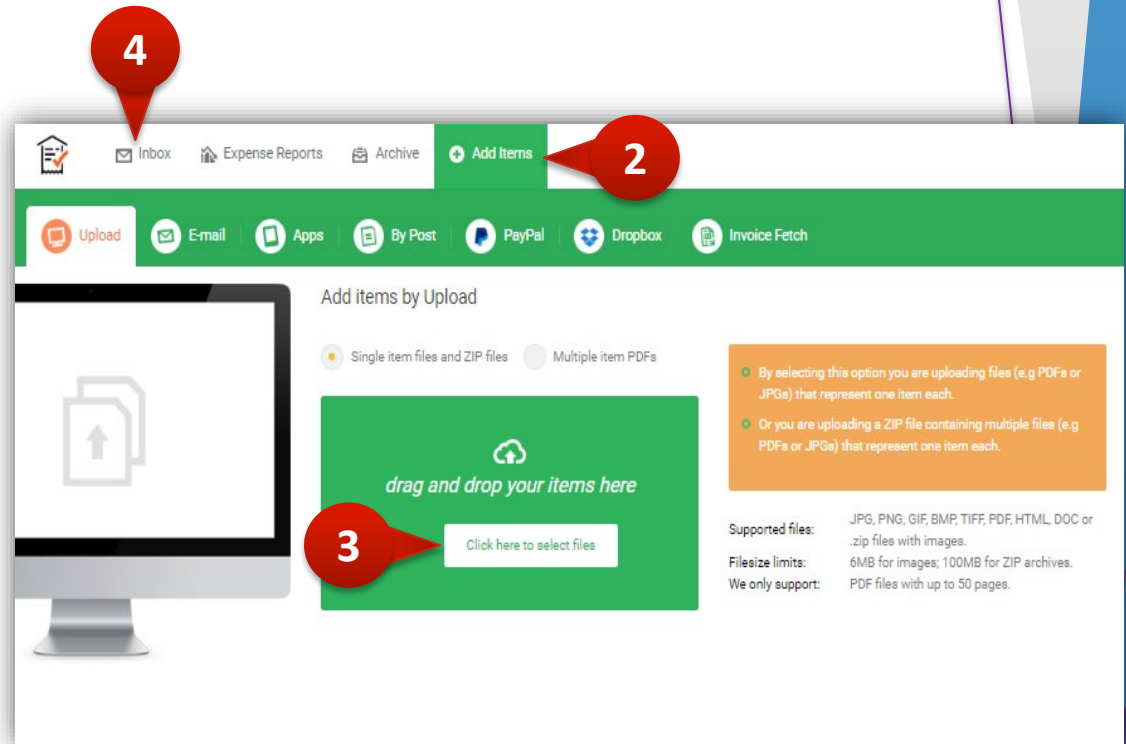 4
Inbox
Expense Reports
Archive
Add Items
2
Upload
E-mail
Apps
By Post
PayPal
Dropbox
Invoice Fetch
Add items by Upload
Single item files and ZIP files
Multiple item PDFs
drag and drop your items here
3
Click here to select files
By selecting this option you are uploading files (e.g PDFs or
JPGs) that represent one item each.
Or you are uploading a ZIP file containing multiple files (e.g
PDFs or JPGs) that represent one item each.
Supported files: JPG, PNG, GIF, BMP, TIFF, PDF, HTML, DOC or
.zip files with images.
Filesize limits: 6MB for images; 100MB for ZIP archives.
We only support: PDF files with up to 50 pages.